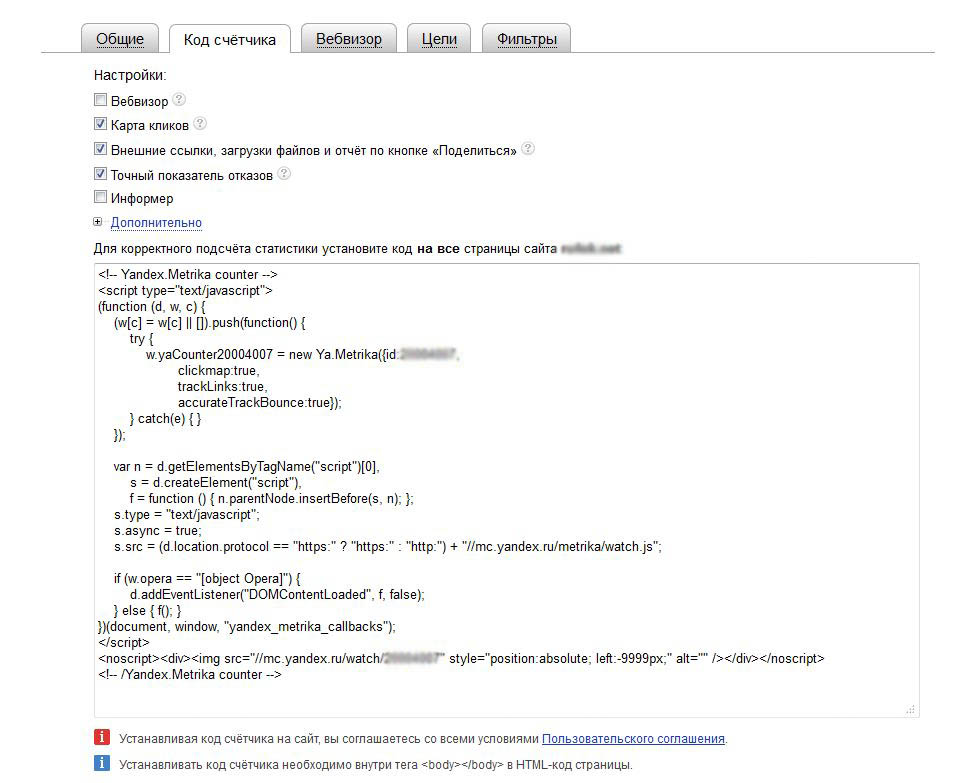 Общие Код счётчика Вебвизор Цели Фильтры
Настройки:
Вебвизор ?
Карта кликов ?
Внешние ссылки, загрузки файлов и отчёт по кнопке «Поделиться» ?
Точный показатель отказов ?
Информер
Дополнительно
Для корректного подсчёта статистики установите код на все страницы сайта
<!-- Yandex.Metrika counter -->
<script type="text/javascript">
(function (d, w, c) {
(w[c] = w[c] || []).push(function() {
try {
w.yaCounter20004007 = new Ya.Metrika({id:
clickmap:true,
trackLinks:true,
accurateTrackBounce:true});
} catch(e) { }
});
var n = d.getElementsByTagName("script")[0],
s = d.createElement("script"),
f = function () { n.parentNode.insertBefore(s, n); };
s.type = "text/javascript";
s.async = true;
s.src = (d.location.protocol == "https:" ? "https:" : "http:") + "//mc.yandex.ru/metrika/watch.js";
if (w.opera == "[object Opera]") {
d.addEventListener("DOMContentLoaded", f, false);
} else { f(); }
})(document, window, "yandex_metrika_callbacks");
</script>
<noscript><div><img src="//mc.yandex.ru/watch/" style="position:absolute; left:-9999px;" alt="" /></div></noscript>
<!-- /Yandex.Metrika counter -->
i Устанавливая код счётчика на сайт, вы соглашаетесь со всеми условиями Пользовательского соглашения.
i Устанавливать код счётчика необходимо внутри тега <body></body> в HTML-код страницы.